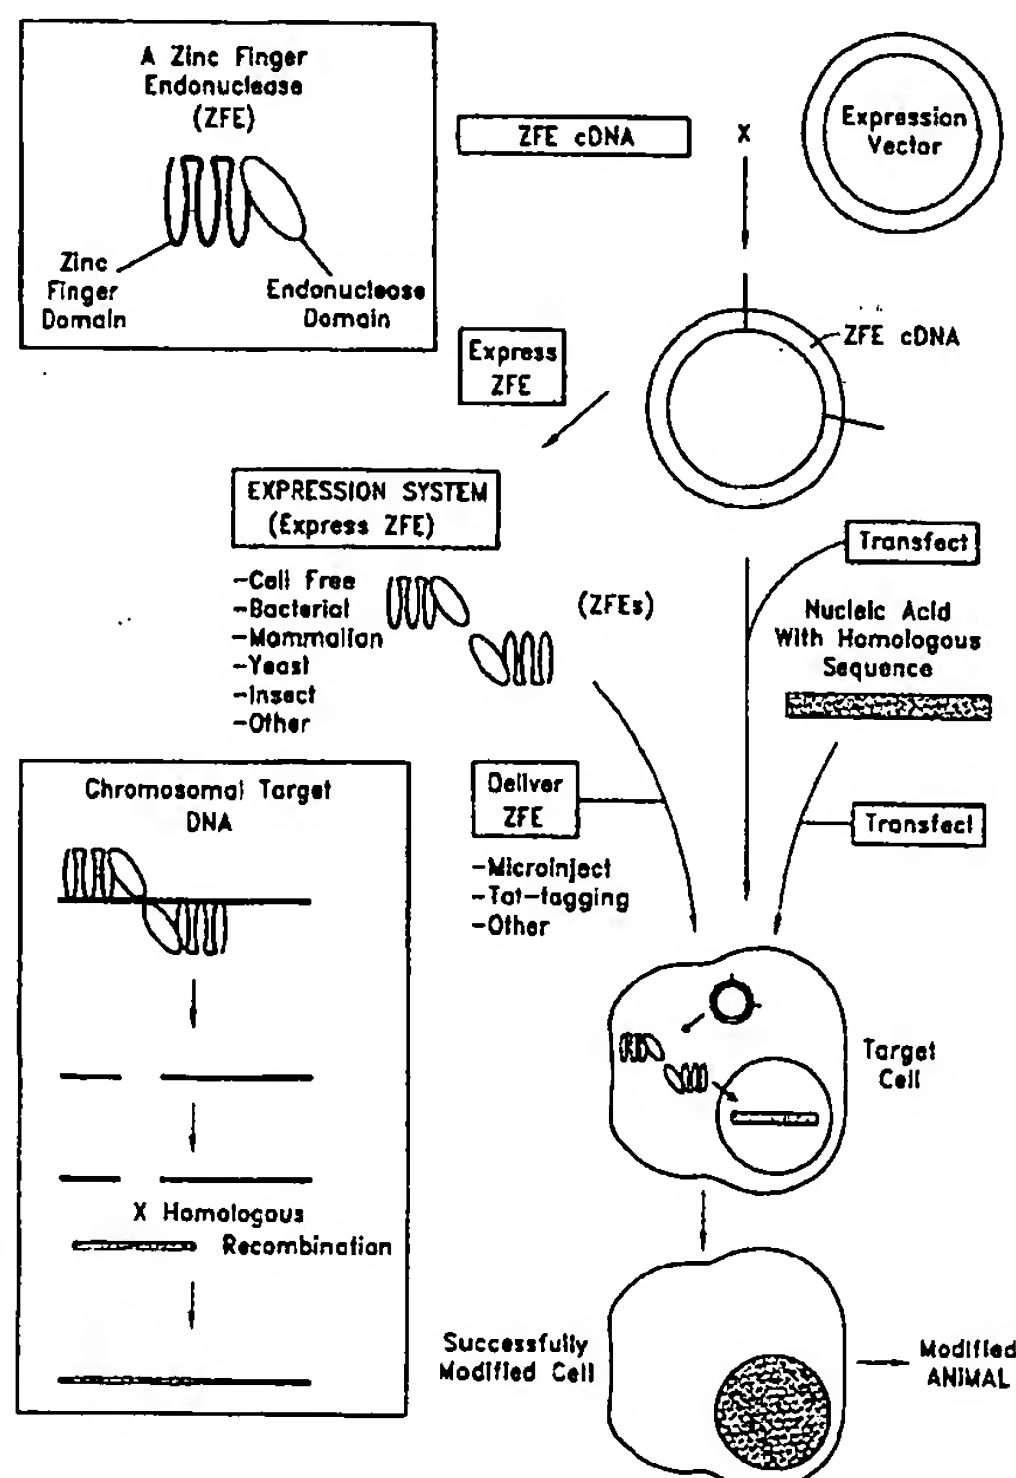 A Zinc Finger
Endonuclease
(ZFE)
Zinc
Finger
Domain
Endonuclease
Domain
ZFE cDNA
X
Expression
Vector
ZFE cDNA
Express
ZFE
EXPRESSION SYSTEM
(Express ZFE)
-Cell Free
-Bacterial
-Mammalian
-Yeast
-Insect
-Other
(ZFEs)
Transfect
Nucleic Acid
With Homologous
Sequence
Deliver
ZFE
-Microinject
-Tat-tagging
-Other
Transfect
Chromosomal Target
DNA
X Homologous
Recombination
Target
Cell
Successfully
Modified Cell
Modified
ANIMAL